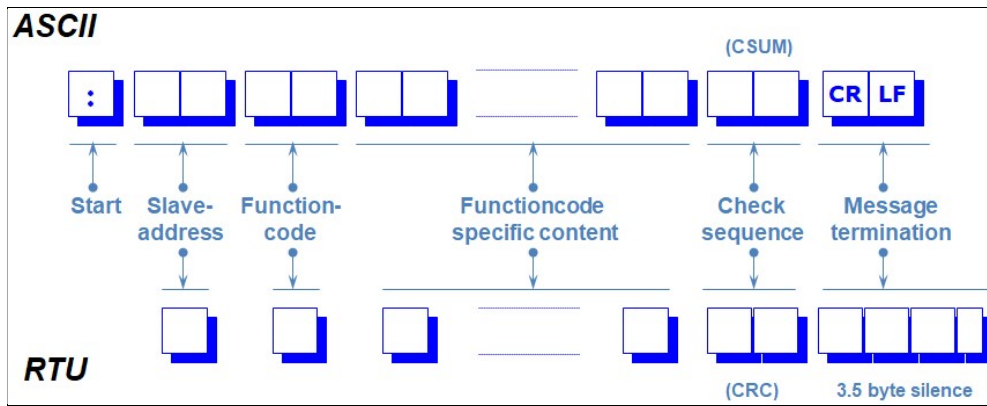 ASCII
(CSUM)
: CR LF
Start Slave- Function- Functioncode Check Message
address code specific content sequence termination
RTU
(CRC) 3.5 byte silence